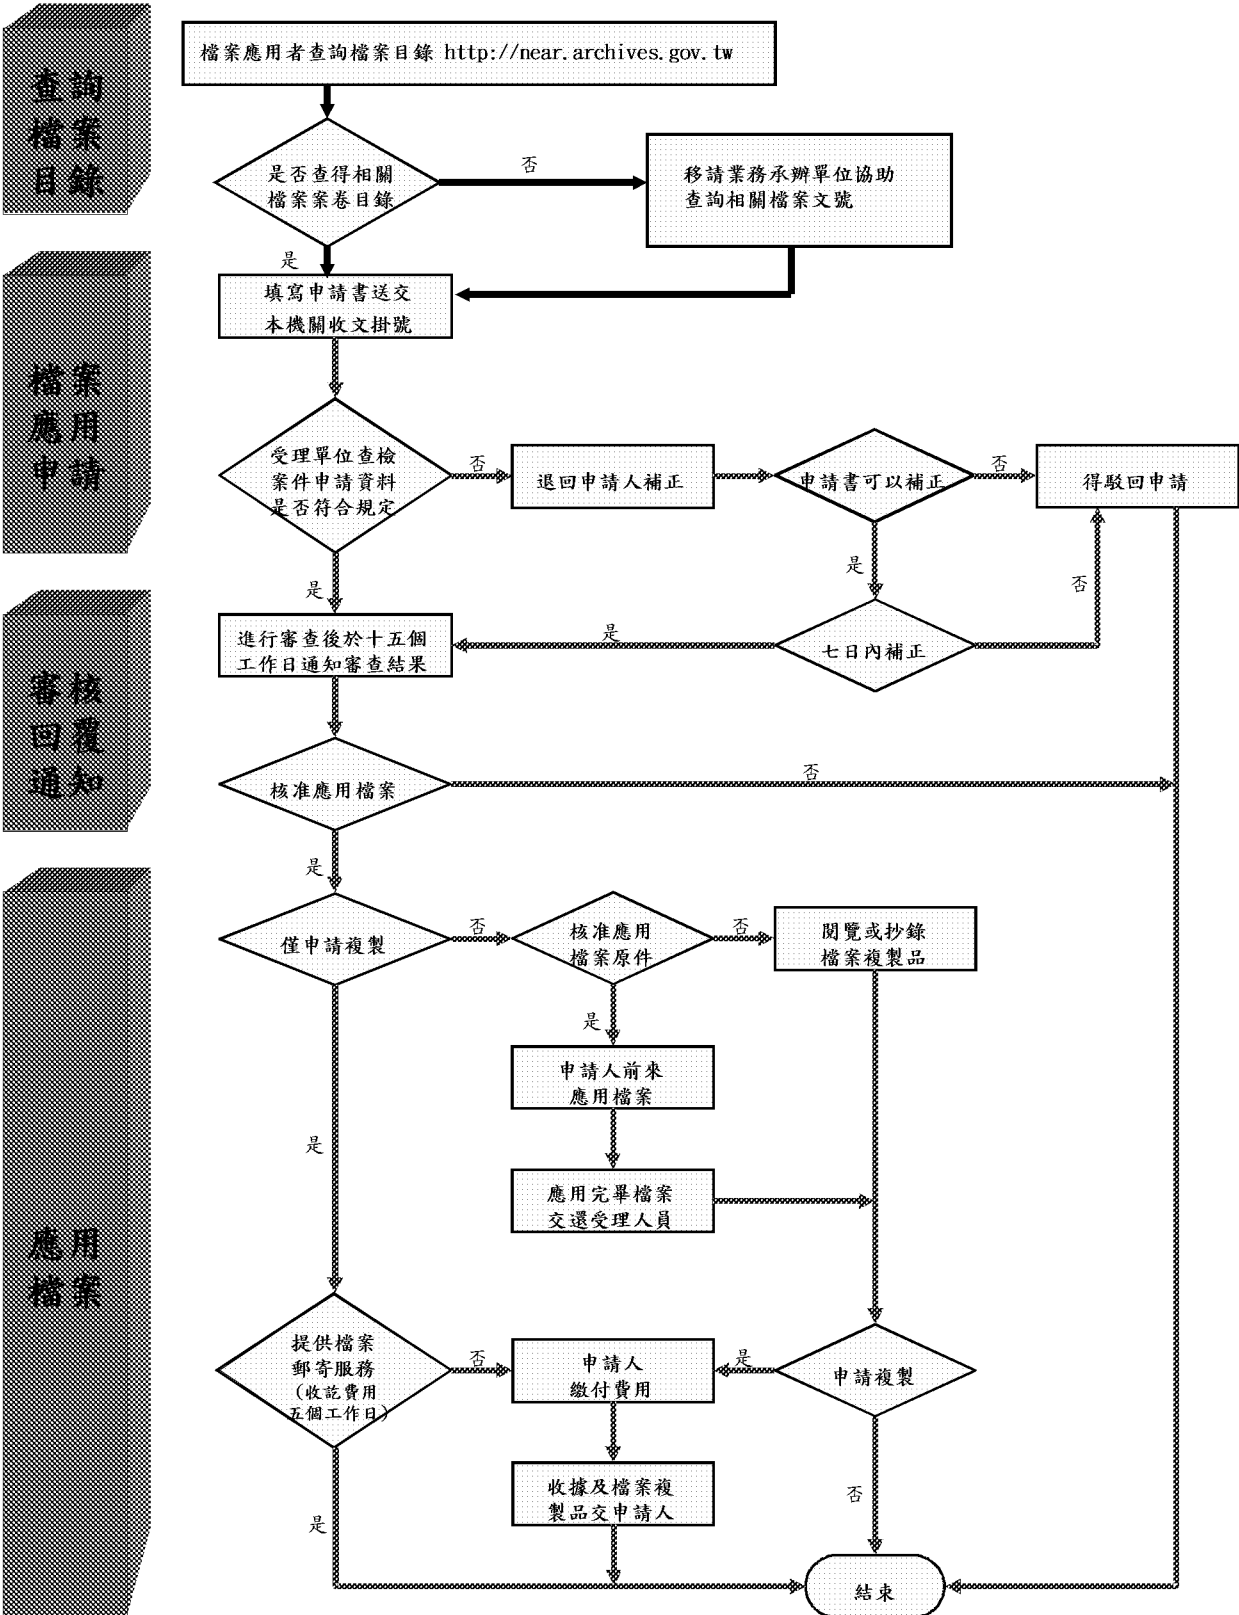 查詢
檔案
目錄
檔案應用者查詢檔案目錄 http://near.archives.gov.tw
是否查得相關
檔案案卷目錄
否
移請業務承辦單位協助
查詢相關檔案文號
是
檔案
應用
申請
填寫申請書送交
本機關收文掛號
受理單位查檢
案件申請資料
是否符合規定
否
退回申請人補正
申請書可以補正
否
得駁回申請
是
是
否
審核
回覆
通知
進行審查後於十五個
工作日通知審查結果
是
七日內補正
核准應用檔案
否
是
應用
檔案
僅申請複製
否
核准應用
檔案原件
否
閱覽或抄錄
檔案複製品
是
申請人前來
應用檔案
是
應用完畢檔案
交還受理人員
提供檔案
郵寄服務
(收訖費用
五個工作日)
否
申請人
繳付費用
是
申請複製
收據及檔案複
製品交申請人
否
是
結束